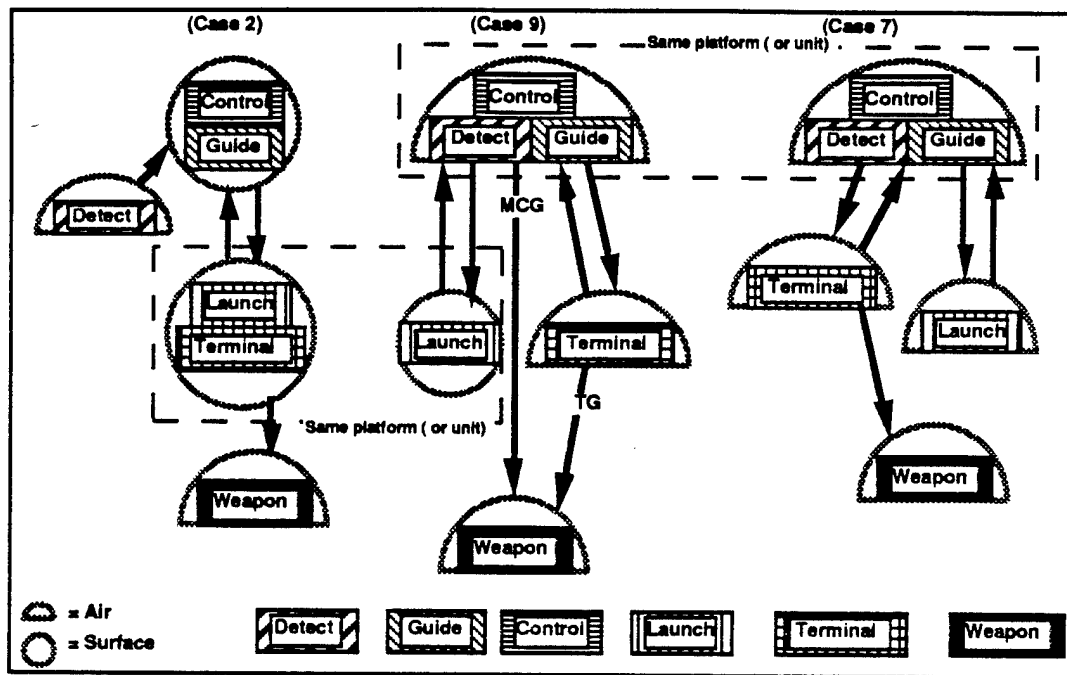 (Case 2) (Case 9) (Case 7)
Same platform ( or unit)
Control
Guide
Detect
Launch
Terminal
Same platform ( or unit)
Weapon
Control
Detect Guide
MCG
Launch
Terminal
TG
Weapon
Control
Detect Guide
Terminal
Launch
Weapon
= Air
= Surface
Detect Guide Control Launch Terminal Weapon